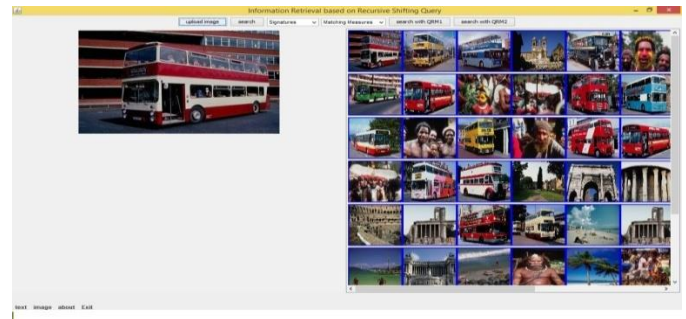 Information Retrieval based on Recursive Shifting Query
upload image search Signatures Matching Measures search with QRM1 search with QRM2
text image about Exit